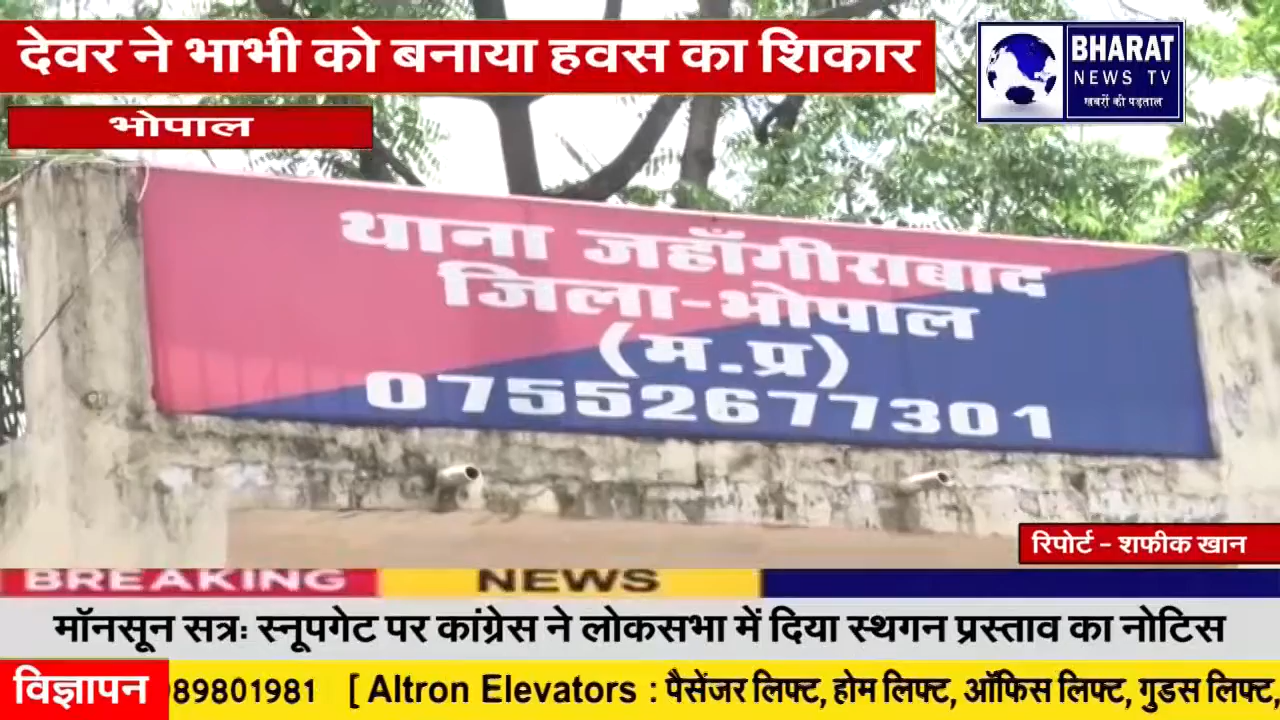 देवर ने भाभी को बनाया हवस का शिकार
BHARAT
NEWS TV
खबरों की पड़ताल
भोपाल
थाना जहाँगीराबाद
जिला-भोपाल
(म.प्र)
07552677301
रिपोर्ट - शफीक खान
BREAKING NEWS
मॉनसून सत्रः स्नूपगेट पर कांग्रेस ने लोकसभा में दिया स्थगन प्रस्ताव का नोटिस
विज्ञापन 989801981 [ Altron Elevators : पैसेंजर लिफ्ट, होम लिफ्ट, ऑफिस लिफ्ट, गुडस लिफ्ट,